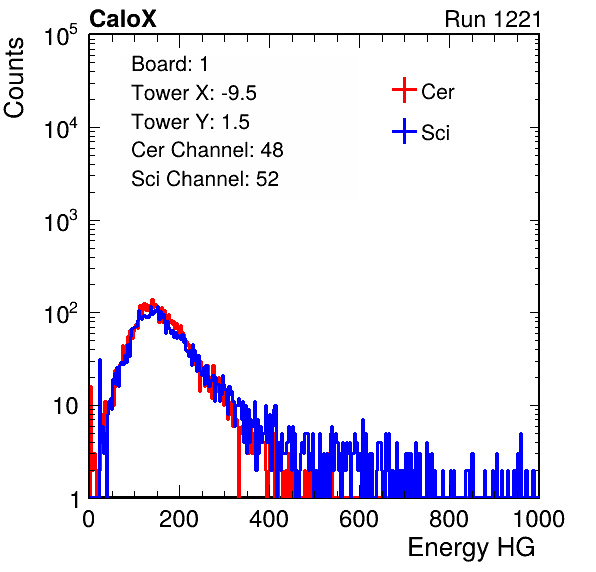 CaloX Run 1221
Counts
Board: 1
Tower X: -9.5
Tower Y: 1.5
Cer Channel: 48
Sci Channel: 52
Cer
Sci
10^5
10^4
10^3
10^2
10
1
0 200 400 600 800 1000
Energy HG